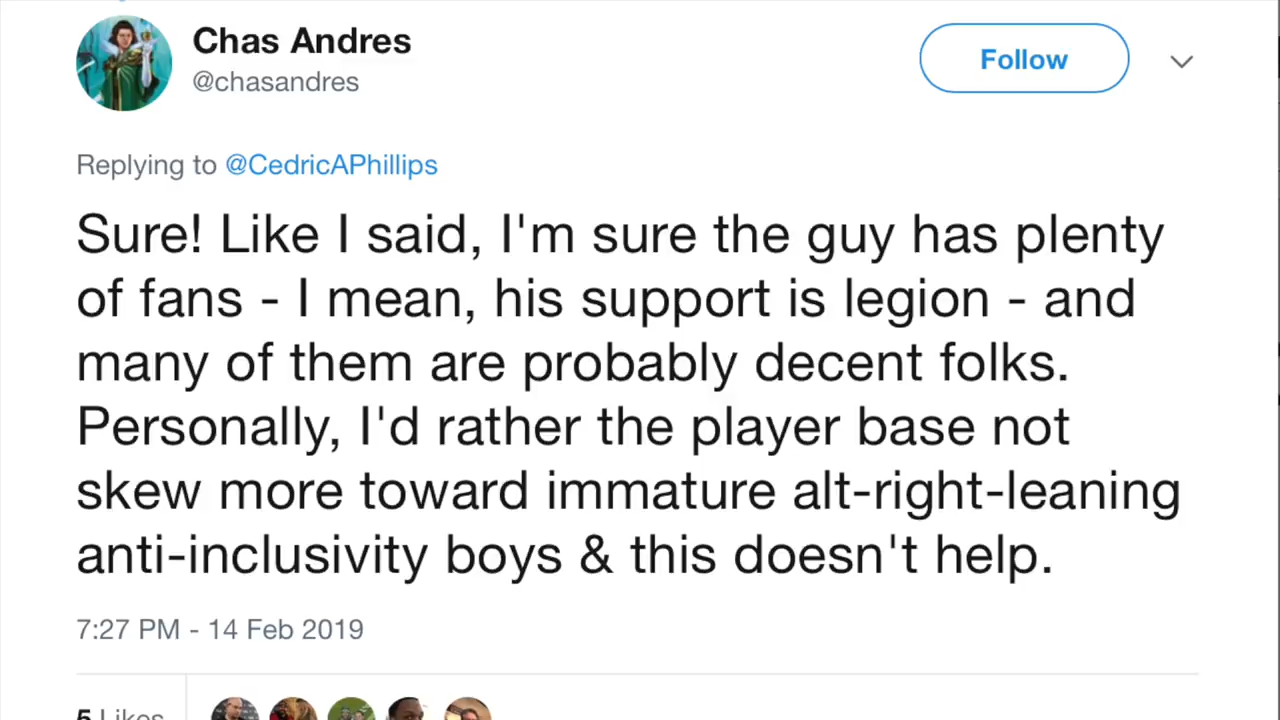 Chas Andres
@chasandres
Follow
Replying to @CedricAPhillips
Sure! Like I said, I'm sure the guy has plenty
of fans - I mean, his support is legion - and
many of them are probably decent folks.
Personally, I'd rather the player base not
skew more toward immature alt-right-leaning
anti-inclusivity boys & this doesn't help.
7:27 PM - 14 Feb 2019
5 Likes